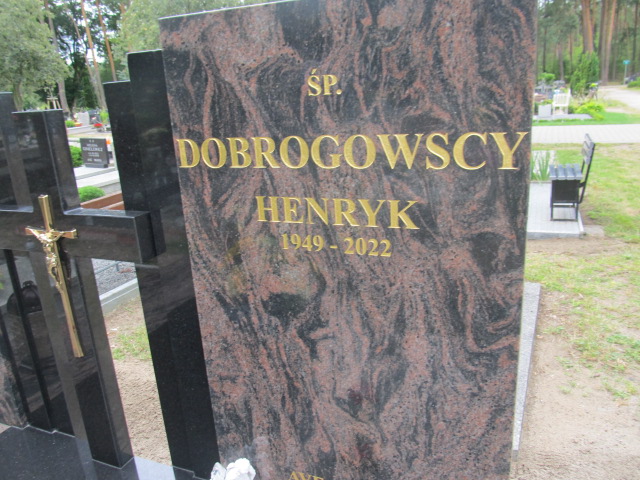 ŚP.
DOBROGOWSCY
HENRYK
1949 - 2022